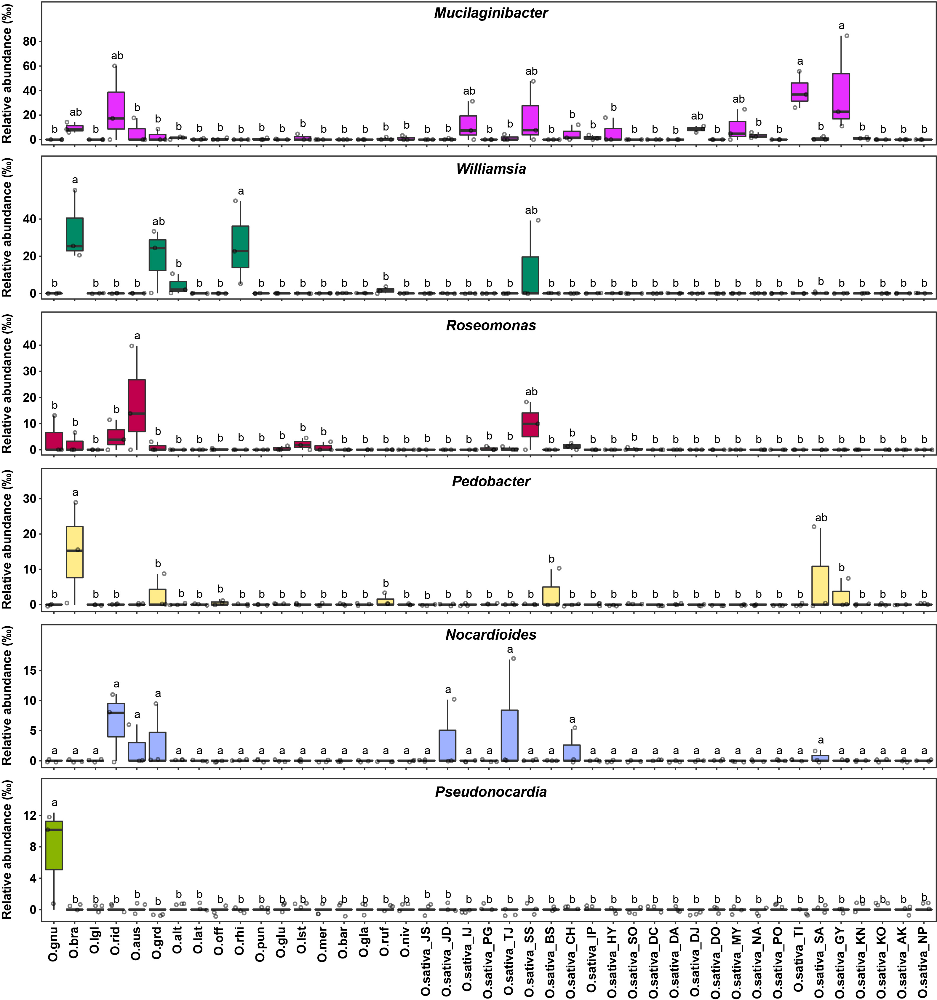 Mucilaginibacter
Relative abundance (‰)
80
60
40
20
0
b ab b ab b b b b b b b b b b b b b b b b ab b b ab b b b b b b b ab b ab b b a b a b b b b
Williamsia
Relative abundance (‰)
40
20
0
b a b b b ab b b b a b b b b b b b b b b b b b ab b b b b b b b b b b b b b b b b b b b
Roseomonas
Relative abundance (‰)
40
30
20
10
0
b b b b a b b b b b b b b b b b b b b b b b b ab b b b b b b b b b b b b b b b b b b b
Pedobacter
Relative abundance (‰)
30
20
10
0
b a b b b b b b b b b b b b b b b b b b b b b b b b b b b b b b b b b b ab b b b b b
Nocardioides
Relative abundance (‰)
15
10
5
0
a a a a a a a a a a a a a a a a a a a a a a a a a a a a a a a a a a a a a a a a a a a
Pseudonocardia
Relative abundance (‰)
12
8
4
0
a b b b b b b b b b b b b b b b b b b b b b b b b b b b b b b b b b b b b b b b b b b
O.gnu
O.bra
O.lgl
O.rid
O.aus
O.grd
O.alt
O.lat
O.off
O.rhi
O.pun
O.glu
O.lst
O.mer
O.bar
O.gla
O.ruf
O.niv
O.sativa_JS
O.sativa_JD
O.sativa_IJ
O.sativa_PG
O.sativa_TJ
O.sativa_SS
O.sativa_BS
O.sativa_CH
O.sativa_IP
O.sativa_HY
O.sativa_SO
O.sativa_DC
O.sativa_DA
O.sativa_DJ
O.sativa_DO
O.sativa_MY
O.sativa_NA
O.sativa_PO
O.sativa_TI
O.sativa_SA
O.sativa_GY
O.sativa_KN
O.sativa_KO
O.sativa_AK
O.sativa_NP